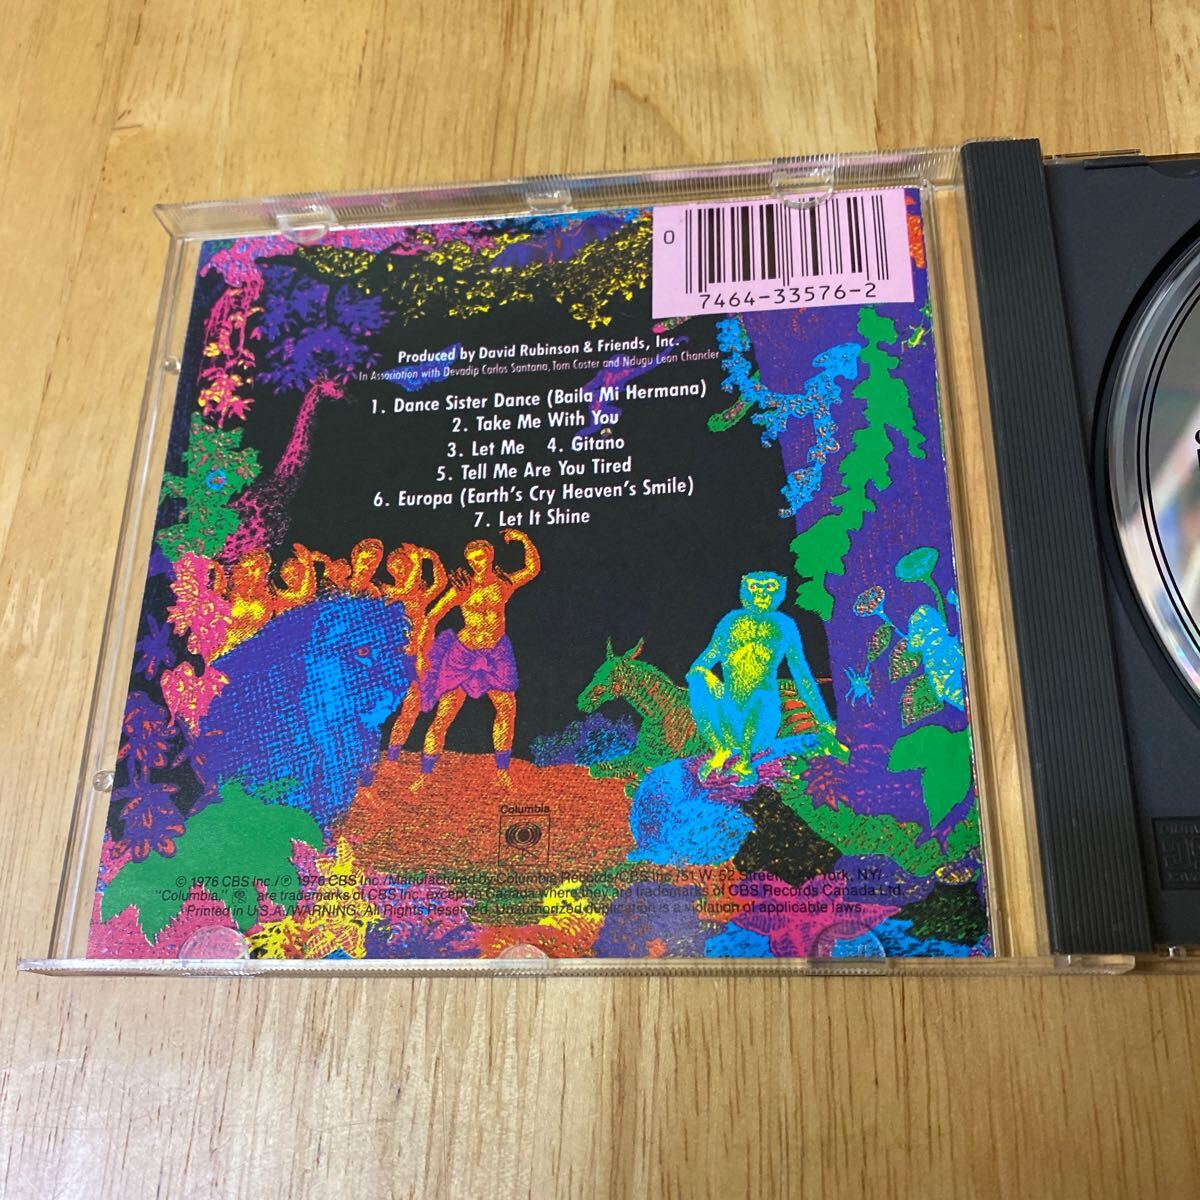 0
7464-33576-2
Produced by David Rubinson & Friends, Inc.
In Association with Devadip Carlos Santana, Tom Coster and Ndugu Leon Chancler
1. Dance Sister Dance (Baila Mi Hermana)
2. Take Me With You
3. Let Me 4. Gitano
5. Tell Me Are You Tired
6. Europa (Earth's Cry Heaven's Smile)
7. Let It Shine
Columbia
© 1976 CBS Inc./℗ 1976 CBS Inc./Manufactured by Columbia Records/CBS Inc./51 W. 52 Street, New York, NY/
"Columbia," are trademarks of CBS Inc. except in Canada where they are trademarks of CBS Records Canada Ltd.
Printed in U.S.A./WARNING: All Rights Reserved. Unauthorized duplication is a violation of applicable laws.